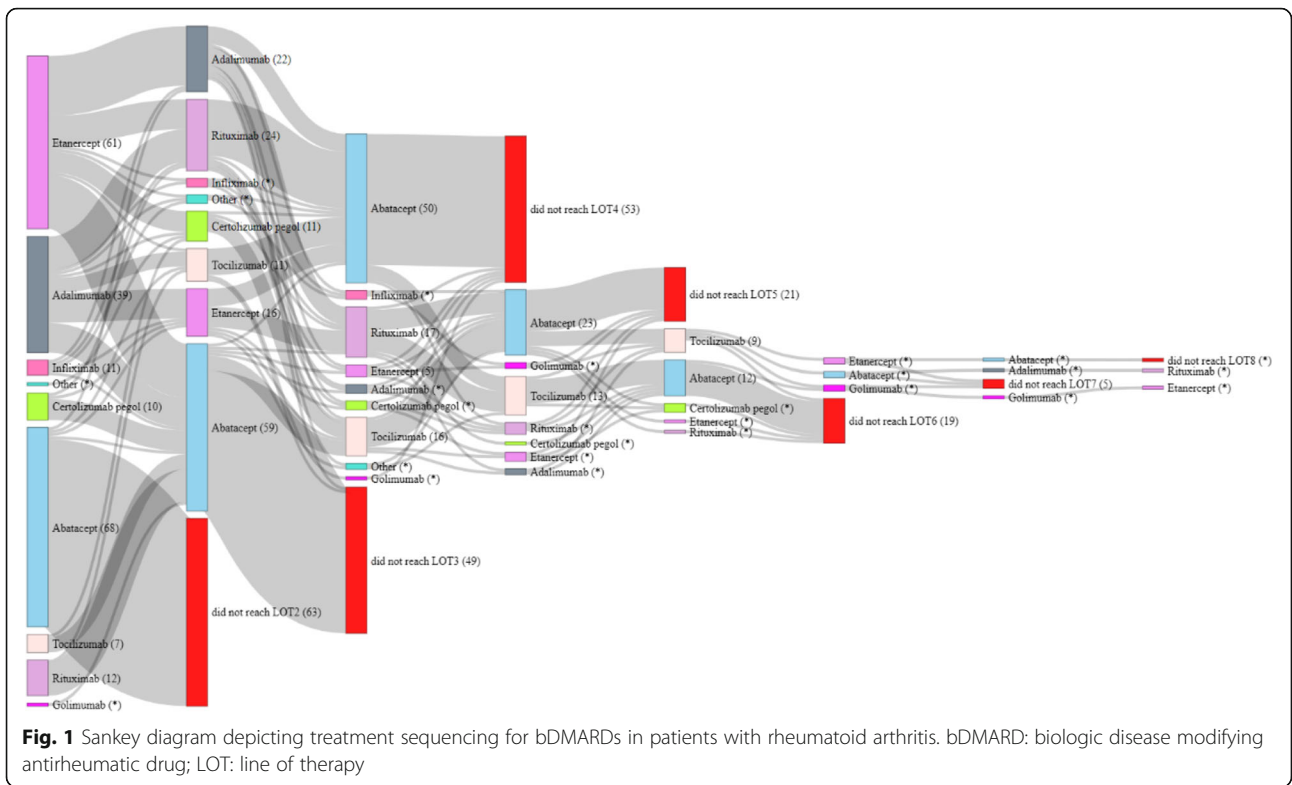 Etanercept (61)
Adalimumab (39)
Infliximab (11)
Other (*)
Certolizumab pegol (10)
Abatacept (68)
Tocilizumab (7)
Rituximab (12)
Golimumab (*)
Adalimumab (22)
Rituximab (24)
Infliximab (*)
Other (*)
Certolizumab pegol (11)
Tocilizumab (11)
Etanercept (16)
Abatacept (59)
did not reach LOT2 (63)
Abatacept (50)
Infliximab (*)
Rituximab (17)
Etanercept (5)
Adalimumab (*)
Certolizumab pegol (*)
Tocilizumab (16)
Other (*)
Golimumab (*)
did not reach LOT3 (49)
did not reach LOT4 (53)
Abatacept (23)
Golimumab (*)
Tocilizumab (13)
Rituximab (*)
Certolizumab pegol (*)
Etanercept (*)
Adalimumab (*)
did not reach LOT5 (21)
Tocilizumab (9)
Abatacept (12)
Certolizumab pegol (*)
Etanercept (*)
Rituximab (*)
Etanercept (*)
Abatacept (*)
Golimumab (*)
did not reach LOT6 (19)
Abatacept (*)
Adalimumab (*)
did not reach LOT7 (5)
Golimumab (*)
did not reach LOT8 (*)
Rituximab (*)
Etanercept (*)
Fig. 1 Sankey diagram depicting treatment sequencing for bDMARDs in patients with rheumatoid arthritis. bDMARD: biologic disease modifying
antirheumatic drug; LOT: line of therapy